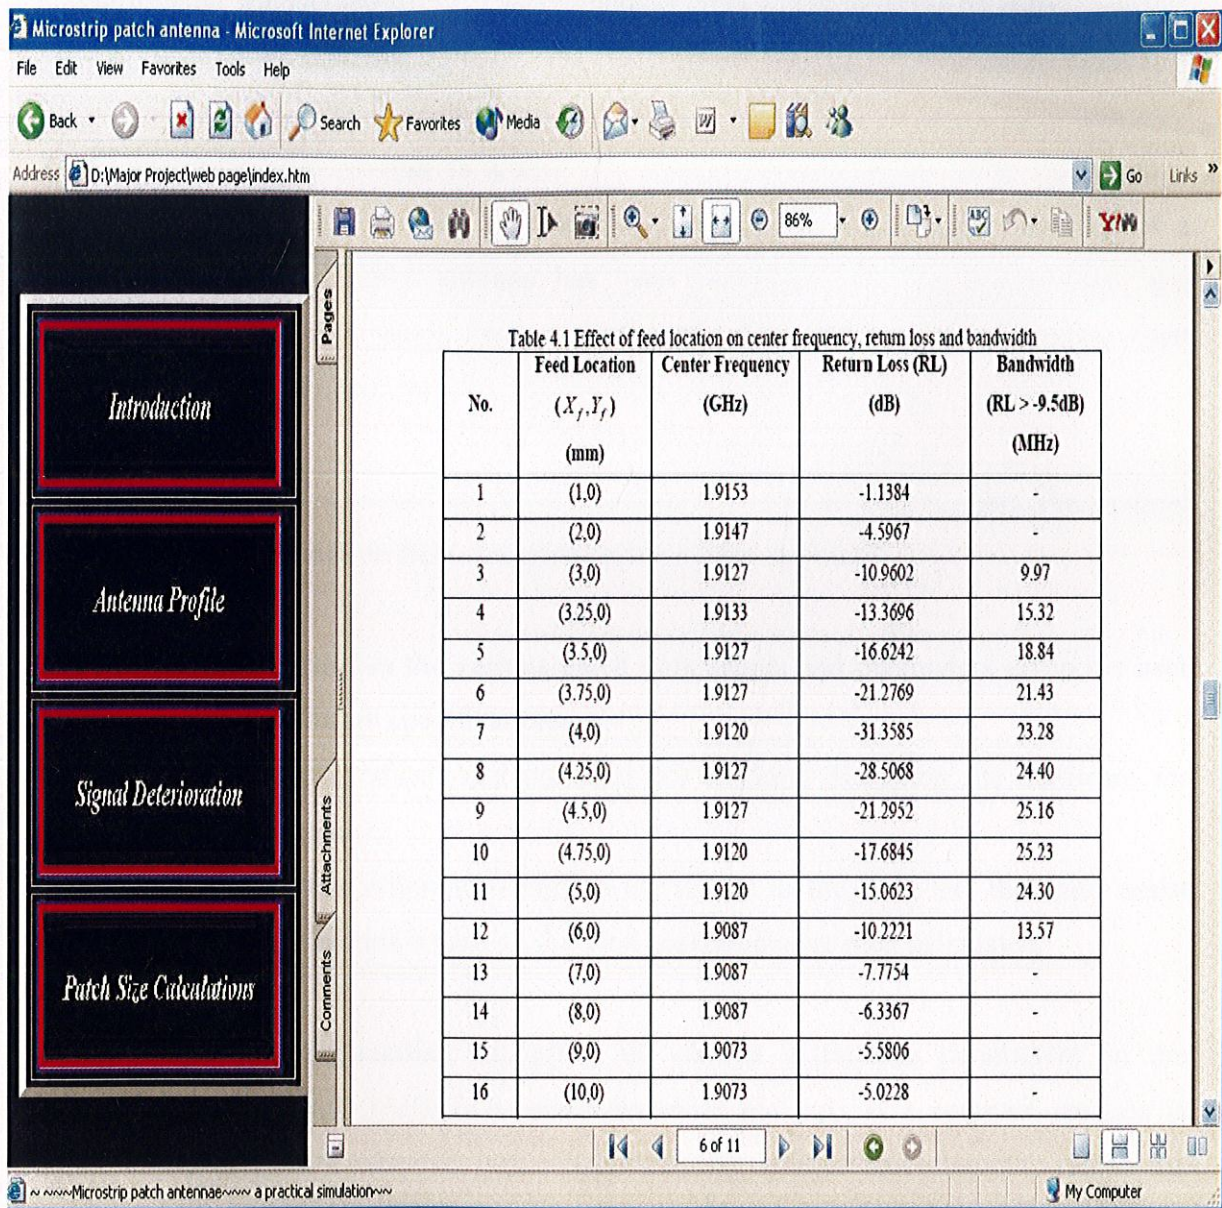 Microstrip patch antenna - Microsoft Internet Explorer
File Edit View Favorites Tools Help
Back Search Favorites Media
Address D:\Major Project\web page\index.htm Go Links »
86% Y!
Pages
Attachments
Comments
Introduction
Antenna Profile
Signal Deterioration
Patch Size Calculations
Table 4.1 Effect of feed location on center frequency, return loss and bandwidth
No. Feed Location (X_f,Y_f) (mm) Center Frequency (GHz) Return Loss (RL) (dB) Bandwidth (RL > -9.5dB) (MHz)
1 (1,0) 1.9153 -1.1384 -
2 (2,0) 1.9147 -4.5967 -
3 (3,0) 1.9127 -10.9602 9.97
4 (3.25,0) 1.9133 -13.3696 15.32
5 (3.5,0) 1.9127 -16.6242 18.84
6 (3.75,0) 1.9127 -21.2769 21.43
7 (4,0) 1.9120 -31.3585 23.28
8 (4.25,0) 1.9127 -28.5068 24.40
9 (4.5,0) 1.9127 -21.2952 25.16
10 (4.75,0) 1.9120 -17.6845 25.23
11 (5,0) 1.9120 -15.0623 24.30
12 (6,0) 1.9087 -10.2221 13.57
13 (7,0) 1.9087 -7.7754 -
14 (8,0) 1.9087 -6.3367 -
15 (9,0) 1.9073 -5.5806 -
16 (10,0) 1.9073 -5.0228 -
6 of 11
~ ~~~Microstrip patch antennae~~~ a practical simulation~~ My Computer